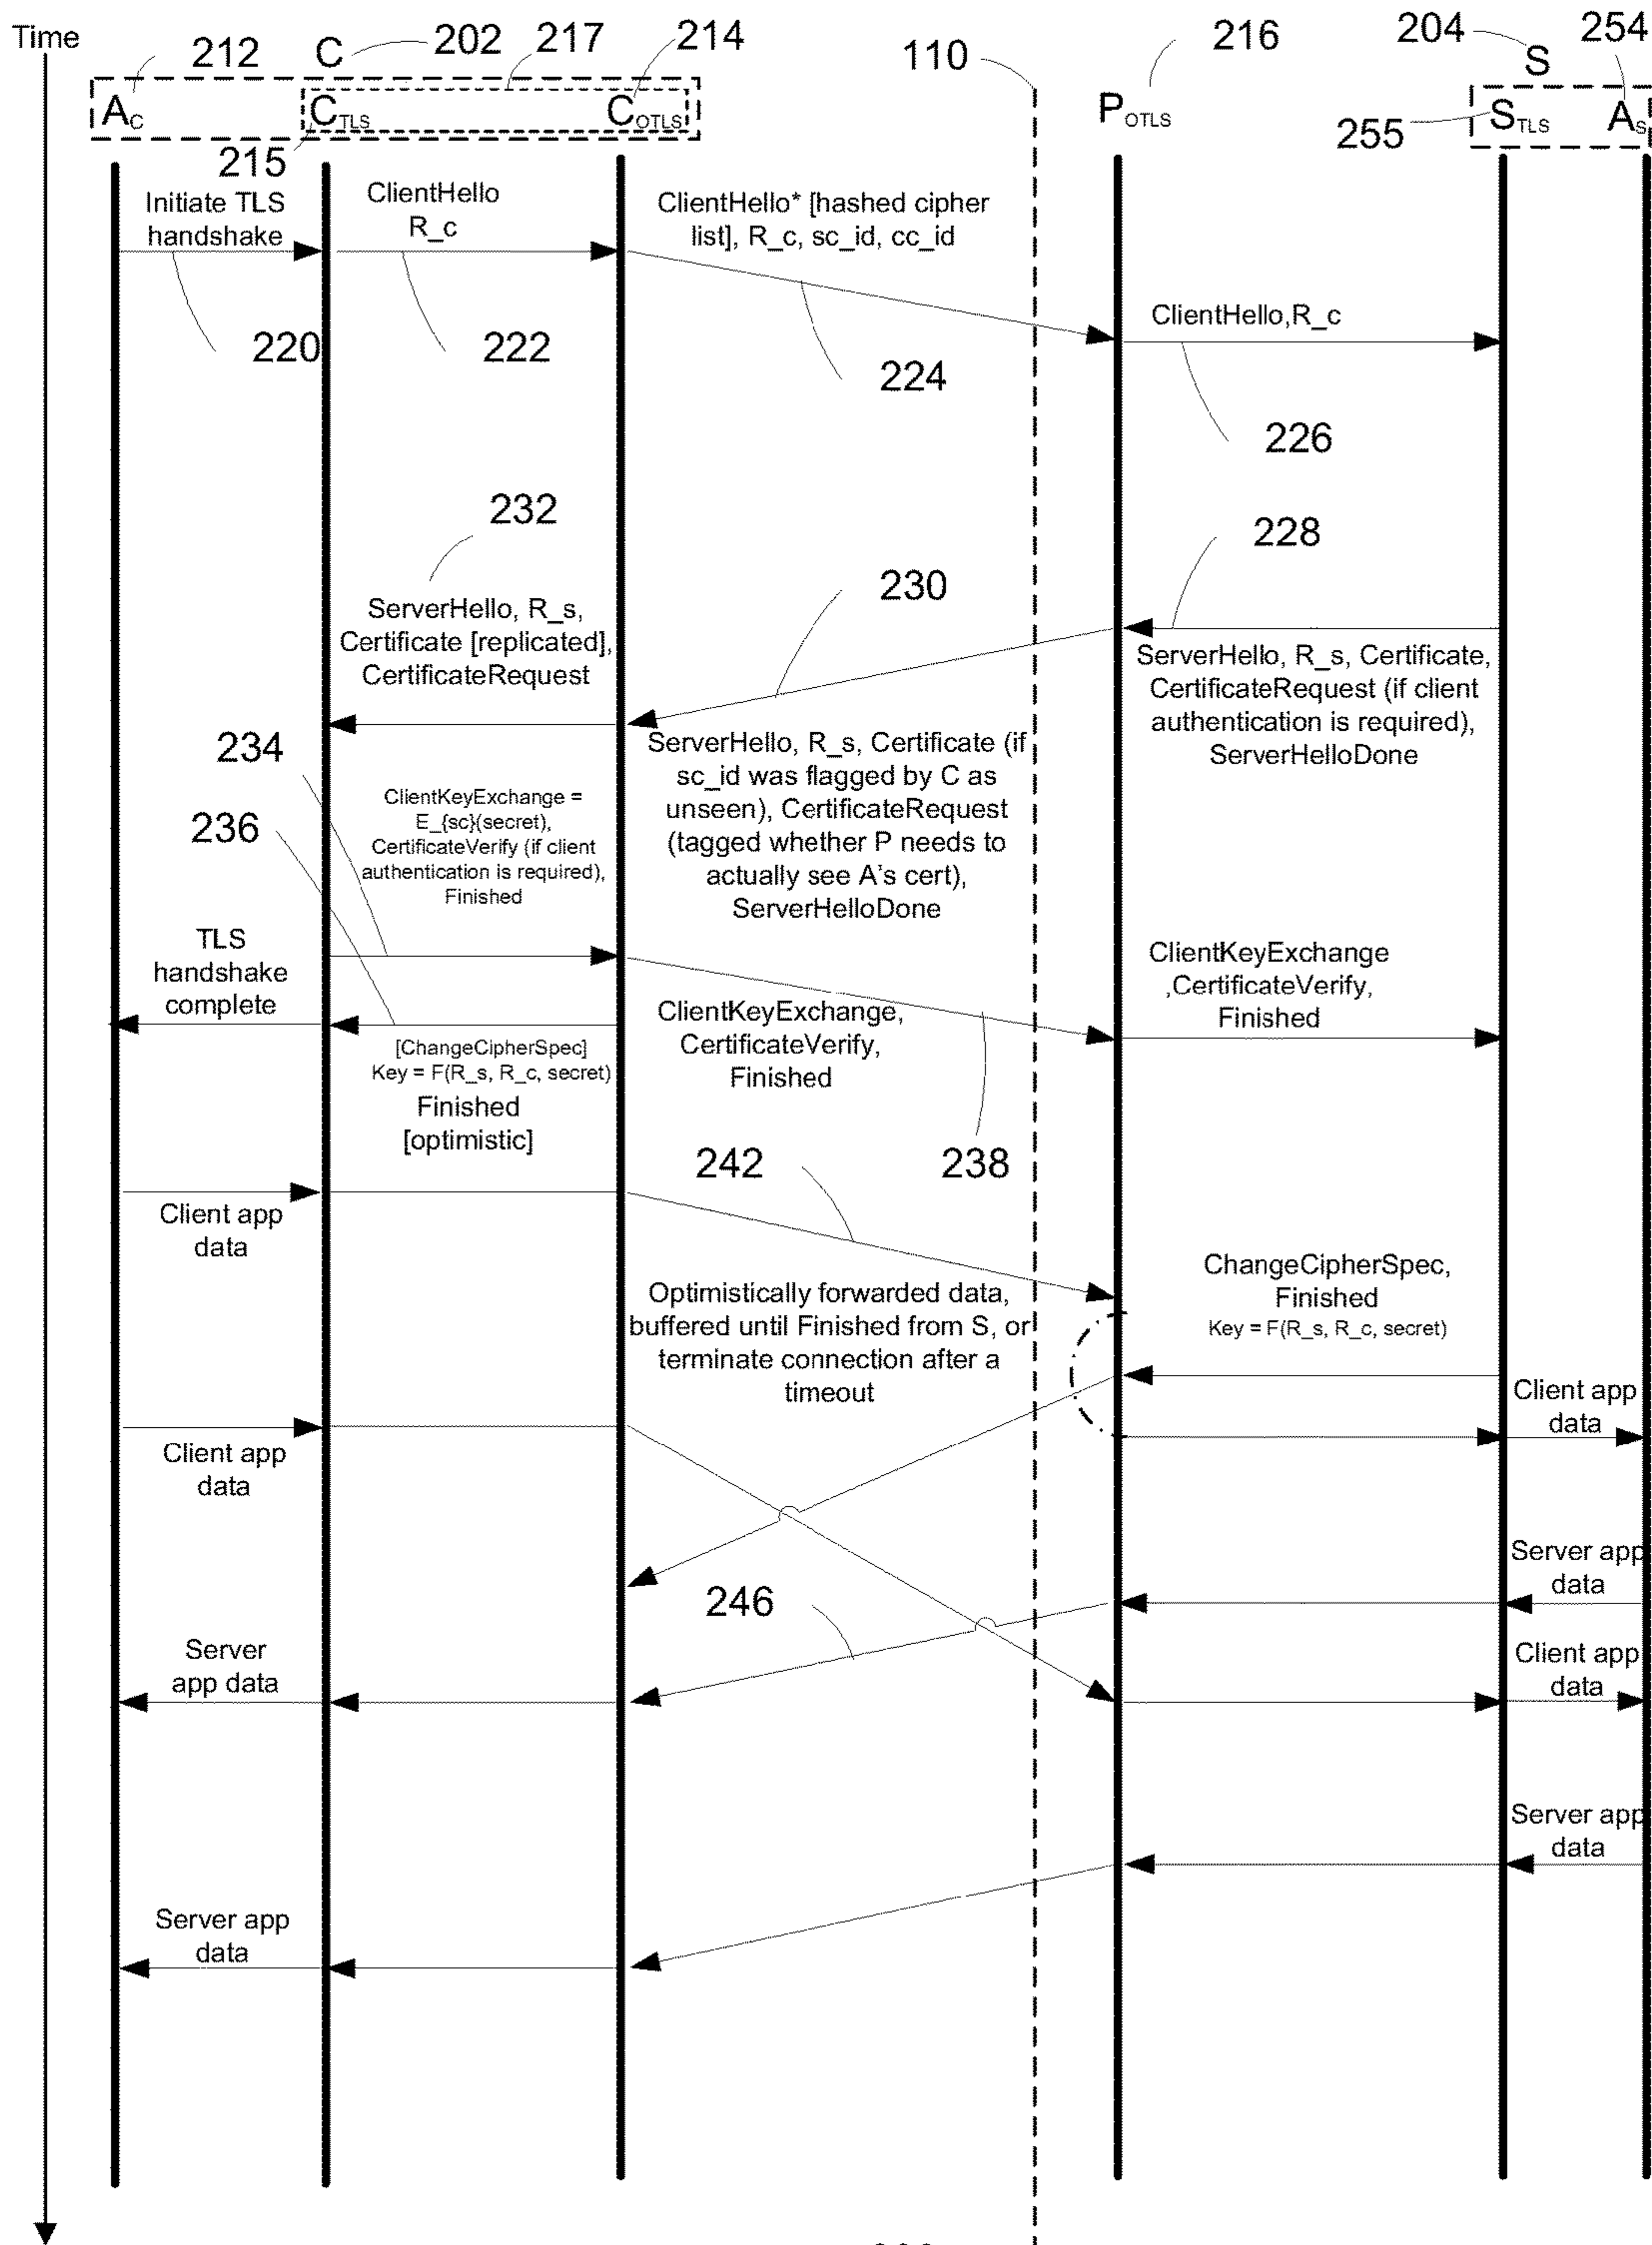 Time
212
C
202
217
214
110
216
204
S
254
A_C
C_TLS
C_OTLS
P_OTLS
255
S_TLS
A_S
215
Initiate TLS
handshake
ClientHello
R_c
ClientHello* [hashed cipher
list], R_c, sc_id, cc_id
220
222
224
ClientHello,R_c
226
232
228
230
ServerHello, R_s,
Certificate [replicated],
CertificateRequest
ServerHello, R_s, Certificate,
CertificateRequest (if client
authentication is required),
ServerHelloDone
234
236
ServerHello, R_s, Certificate (if
sc_id was flagged by C as
unseen), CertificateRequest
(tagged whether P needs to
actually see A's cert),
ServerHelloDone
ClientKeyExchange =
E_{sc}(secret),
CertificateVerify (if client
authentication is required),
Finished
TLS
handshake
complete
ClientKeyExchange
,CertificateVerify,
Finished
[ChangeCipherSpec]
Key = F(R_s, R_c, secret)
Finished
[optimistic]
ClientKeyExchange,
CertificateVerify,
Finished
242
238
Client app
data
Optimistically forwarded data,
buffered until Finished from S, or
terminate connection after a
timeout
ChangeCipherSpec,
Finished
Key = F(R_s, R_c, secret)
Client app
data
Client app
data
246
Server app
data
Server
app data
Client app
data
Server app
data
Server app
data